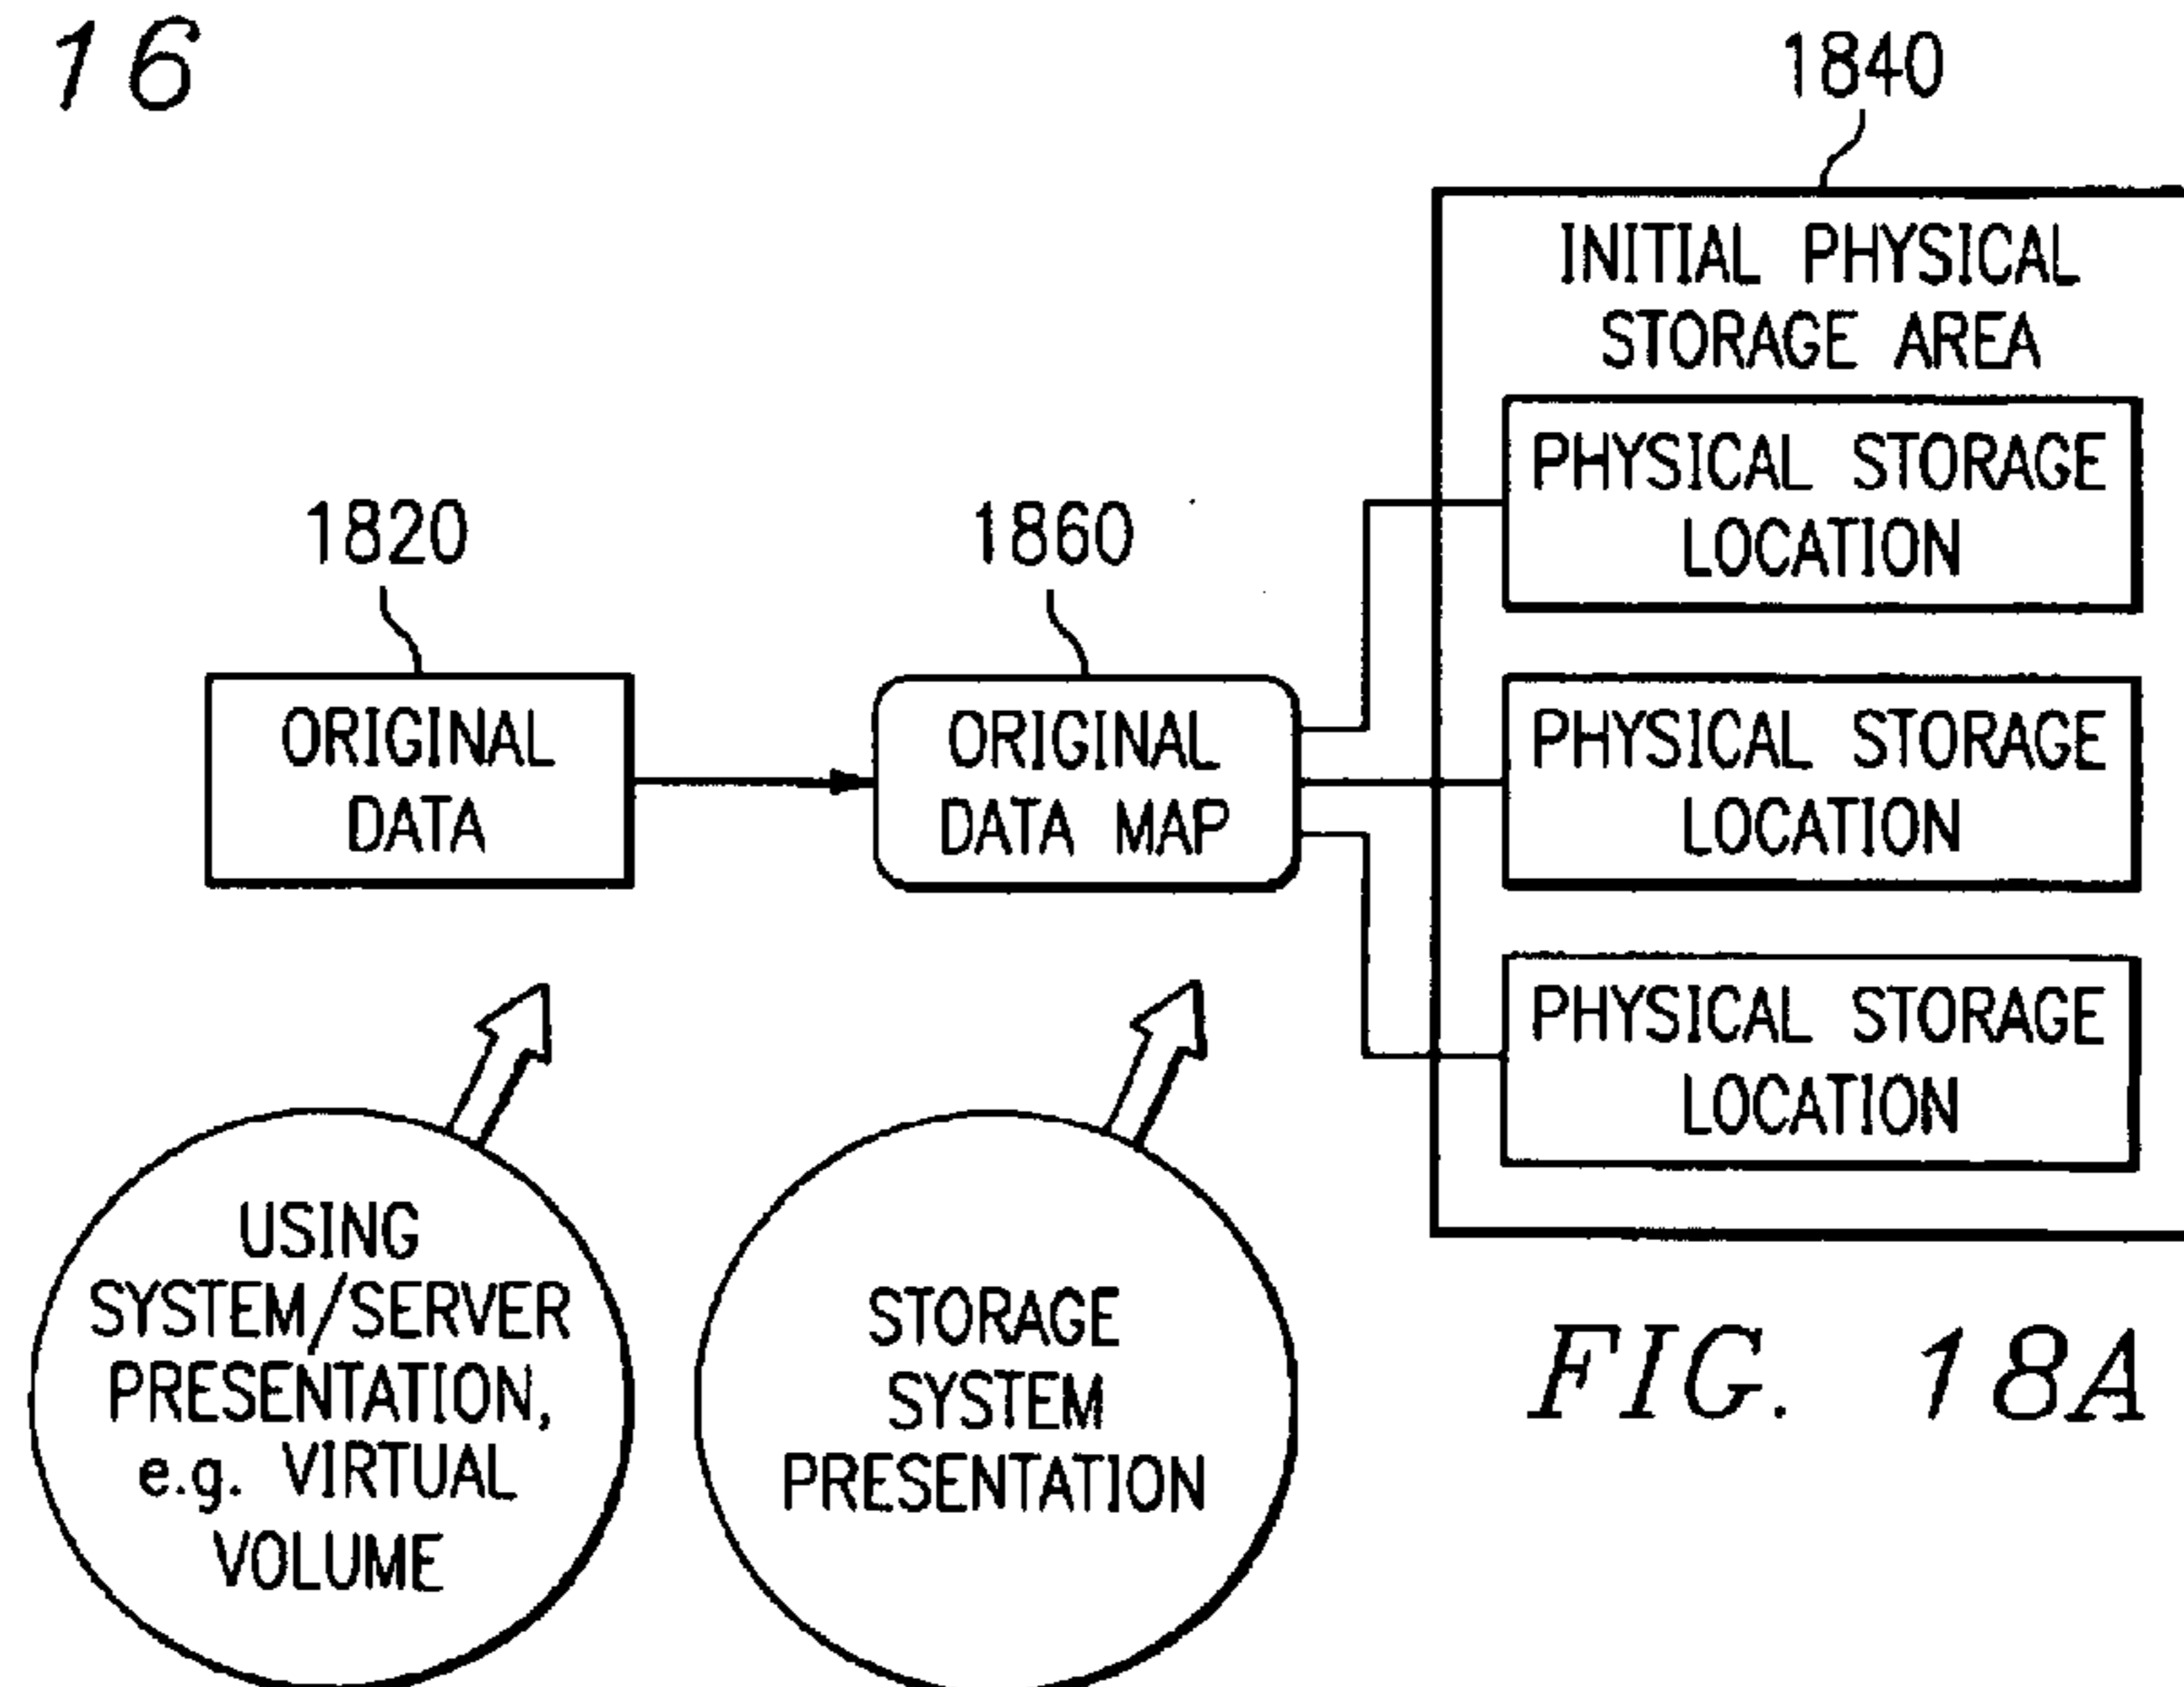 16
1840
INITIAL PHYSICAL
STORAGE AREA
PHYSICAL STORAGE
LOCATION
1820
1860
ORIGINAL
DATA
ORIGINAL
DATA MAP
PHYSICAL STORAGE
LOCATION
PHYSICAL STORAGE
LOCATION
USING
SYSTEM/SERVER
PRESENTATION,
e.g. VIRTUAL
VOLUME
STORAGE
SYSTEM
PRESENTATION
FIG. 18A